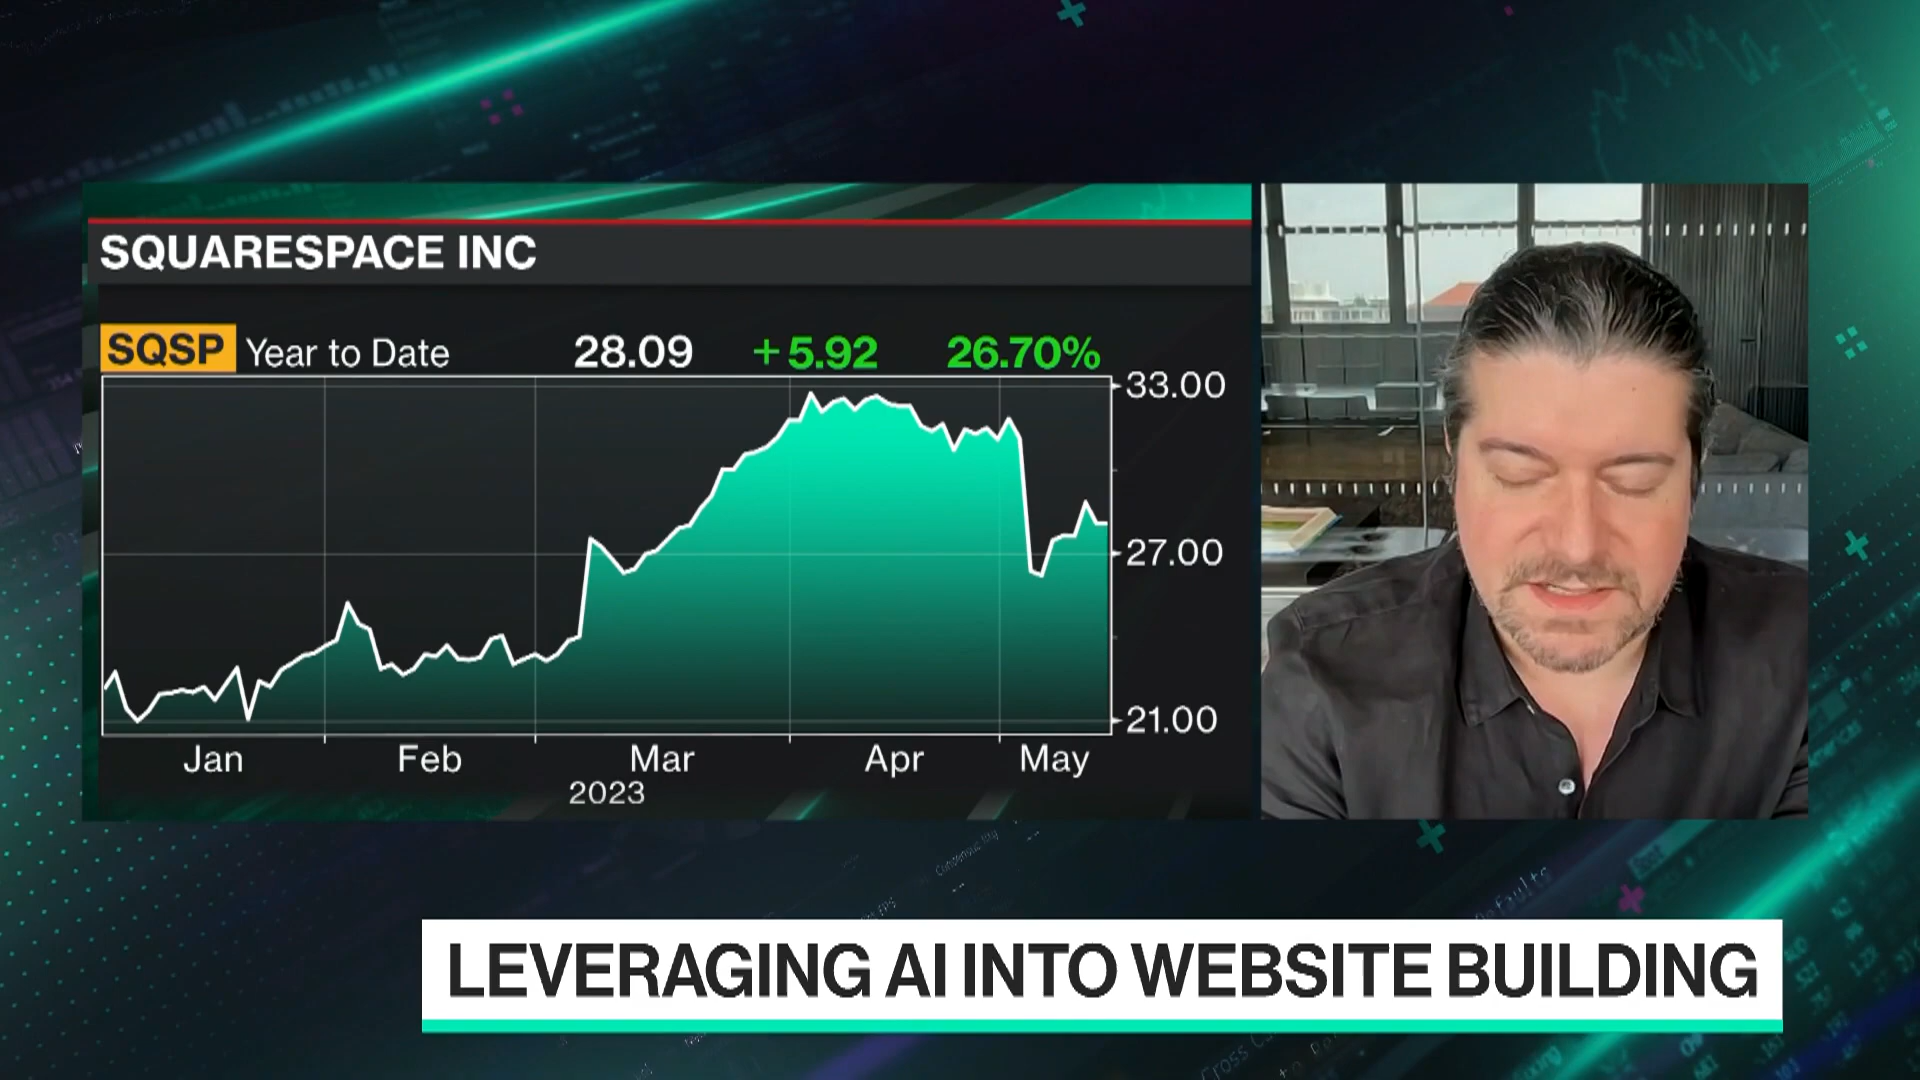 SQUARESPACE INC
SQSP Year to Date 28.09 +5.92 26.70%
33.00
27.00
21.00
Jan Feb Mar Apr May
2023
LEVERAGING AI INTO WEBSITE BUILDING